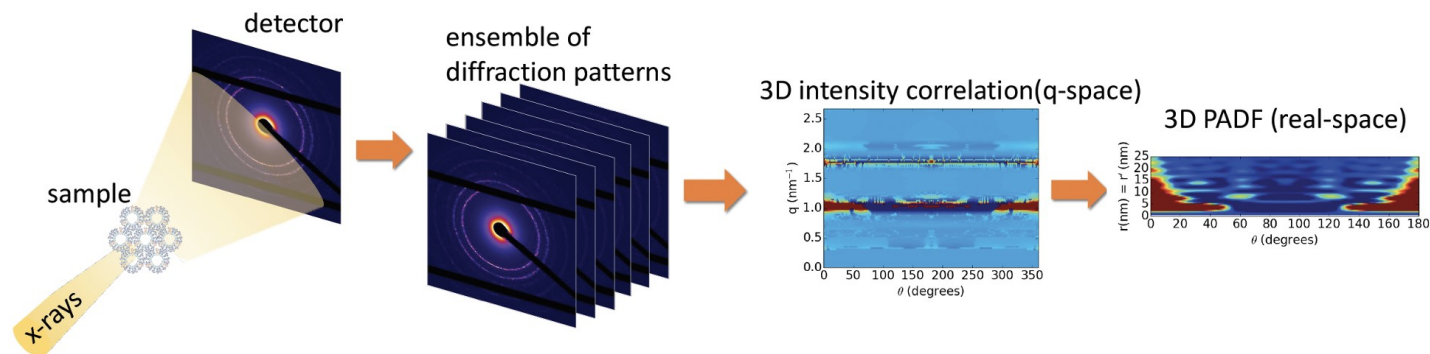 detector
ensemble of
diffraction patterns
sample
x-rays
3D intensity correlation(q-space)
2.5
2.0
1.5
1.0
0.5
0.0
q (nm⁻¹)
0 50 100 150 200 250 300 350
θ (degrees)
3D PADF (real-space)
25
20
15
10
5
0
r(nm) = r' (nm)
0 20 40 60 80 100 120 140 160 180
θ (degrees)